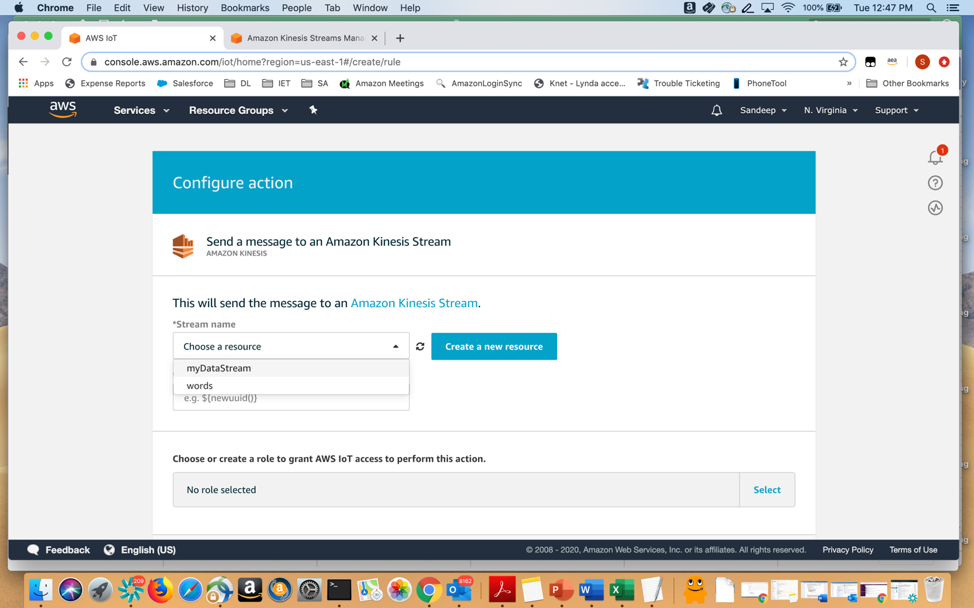 Chrome File Edit View History Bookmarks People Tab Window Help
100% Tue 12:47 PM
AWS IoT
Amazon Kinesis Streams Mana
console.aws.amazon.com/iot/home?region=us-east-1#/create/rule
aea
S
Apps Expense Reports Salesforce DL IET SA Amazon Meetings AmazonLoginSync Knet - Lynda acce... Trouble Ticketing PhoneTool » Other Bookmarks
aws Services Resource Groups Sandeep N. Virginia Support
1
Configure action
Send a message to an Amazon Kinesis Stream
AMAZON KINESIS
This will send the message to an Amazon Kinesis Stream.
*Stream name
Choose a resource
Create a new resource
myDataStream
words
e.g. ${newuuid()}
Choose or create a role to grant AWS IoT access to perform this action.
No role selected
Select
Feedback English (US) © 2008 - 2020, Amazon Web Services, Inc. or its affiliates. All rights reserved. Privacy Policy Terms of Use
209
8162